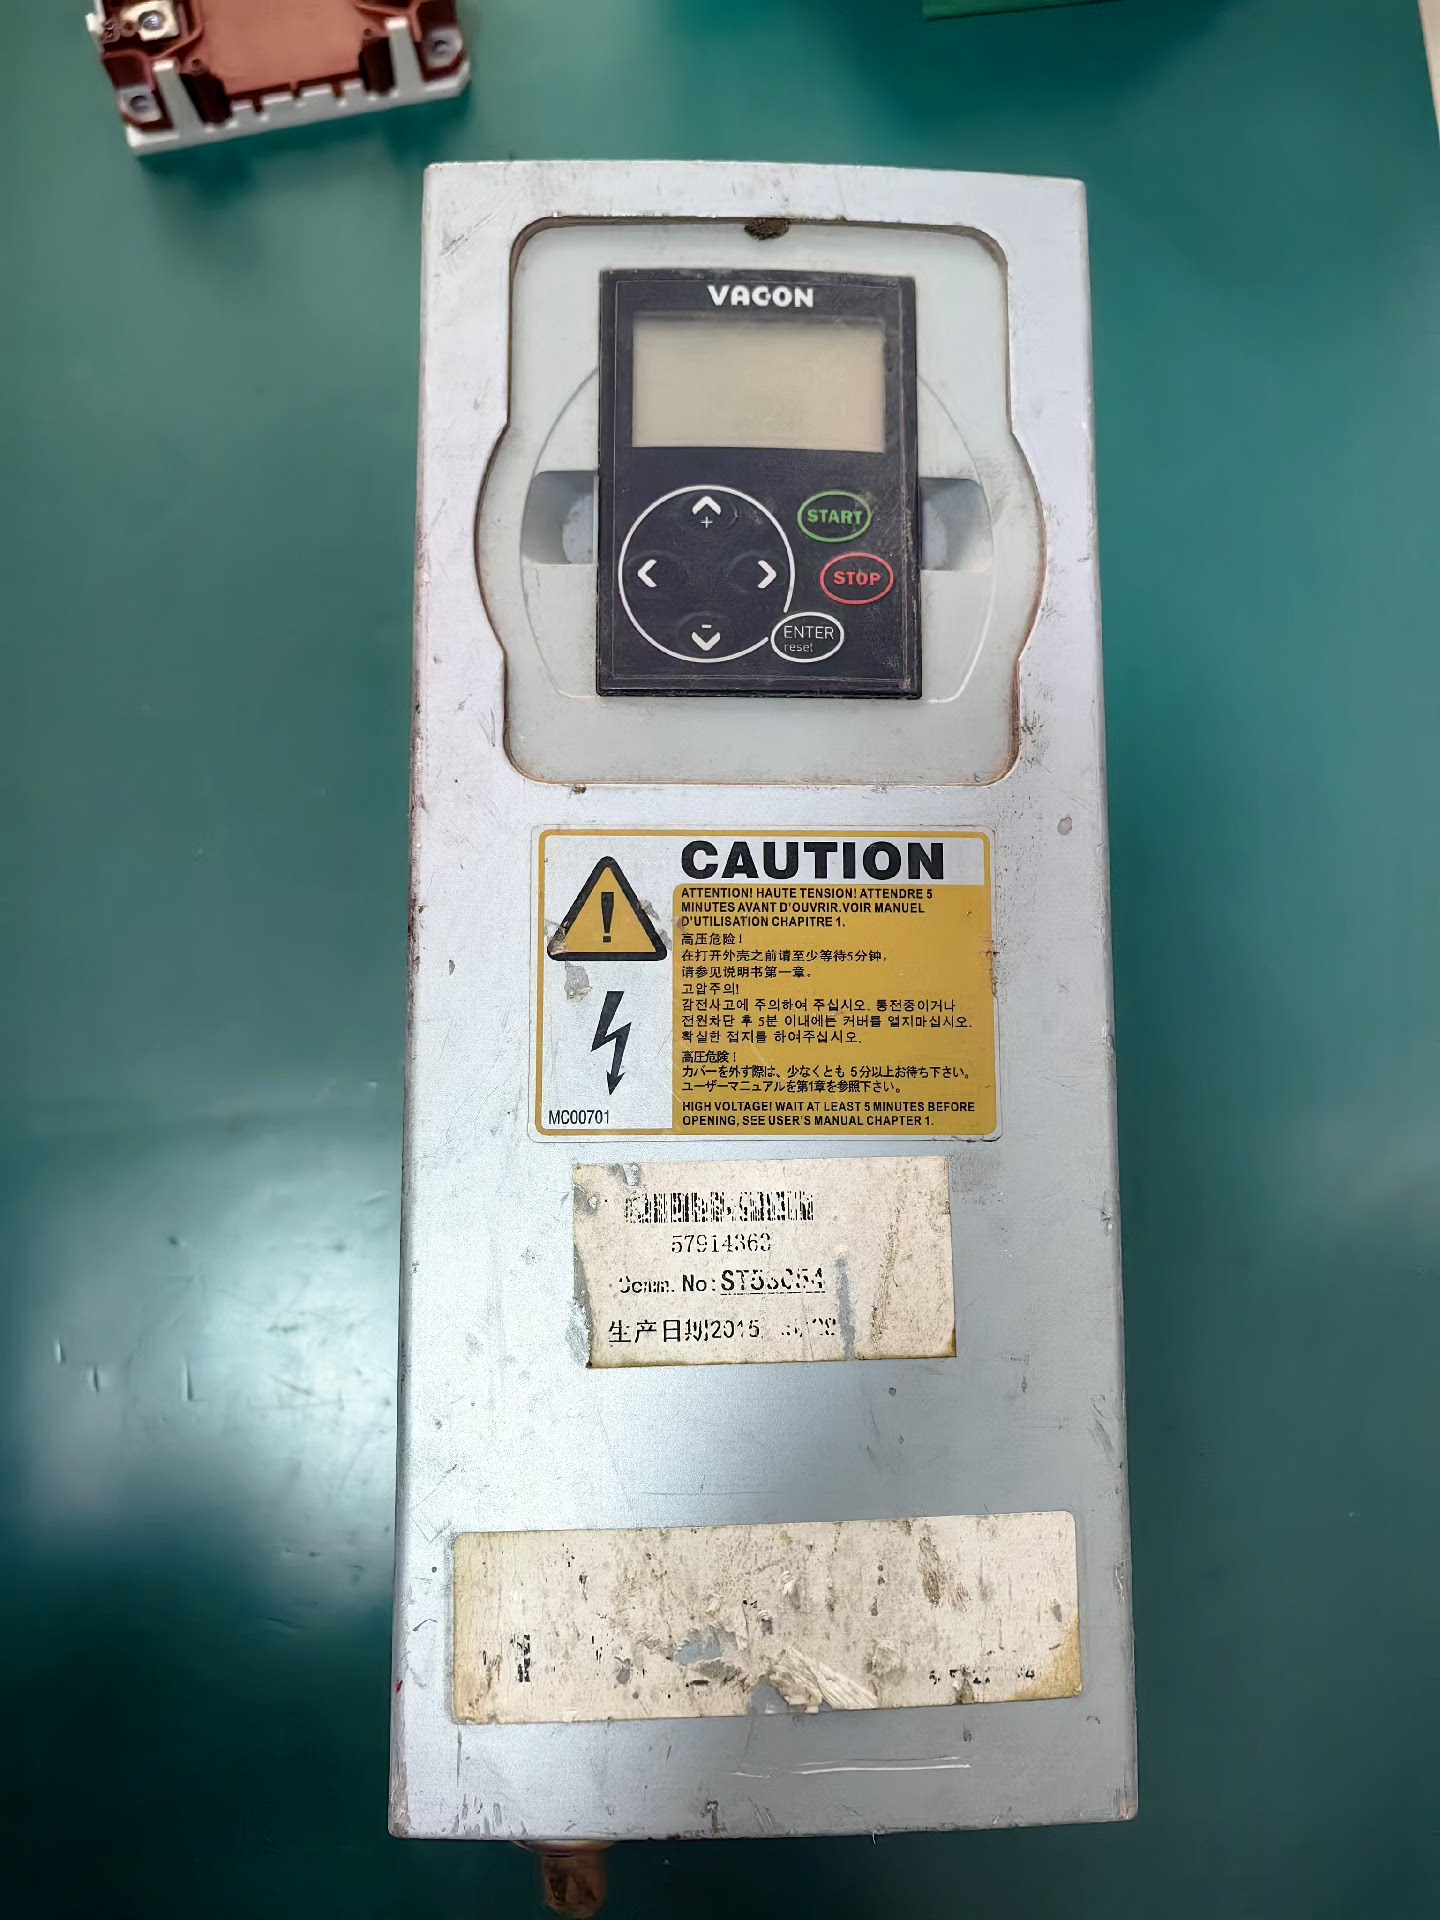 VACON
+
START
STOP
-
ENTER
reset
CAUTION
ATTENTION! HAUTE TENSION! ATTENDRE 5
MINUTES AVANT D'OUVRIR.VOIR MANUEL
D'UTILISATION CHAPITRE 1.
高压危险！
在打开外壳之前请至少等待5分钟，
请参见说明书第一章。
고압주의!
감전사고에 주의하여 주십시오. 통전중이거나
전원차단 후 5분 이내에는 커버를 열지마십시오.
확실한 접지를 하여주십시오.
高圧危険！
カバーを外す際は、少なくとも 5分以上お待ち下さい。
ユーザーマニュアルを第1章を参照下さい。
HIGH VOLTAGE! WAIT AT LEAST 5 MINUTES BEFORE
OPENING, SEE USER'S MANUAL CHAPTER 1.
MC00701
57914363
Comm. No:
生产日期2015